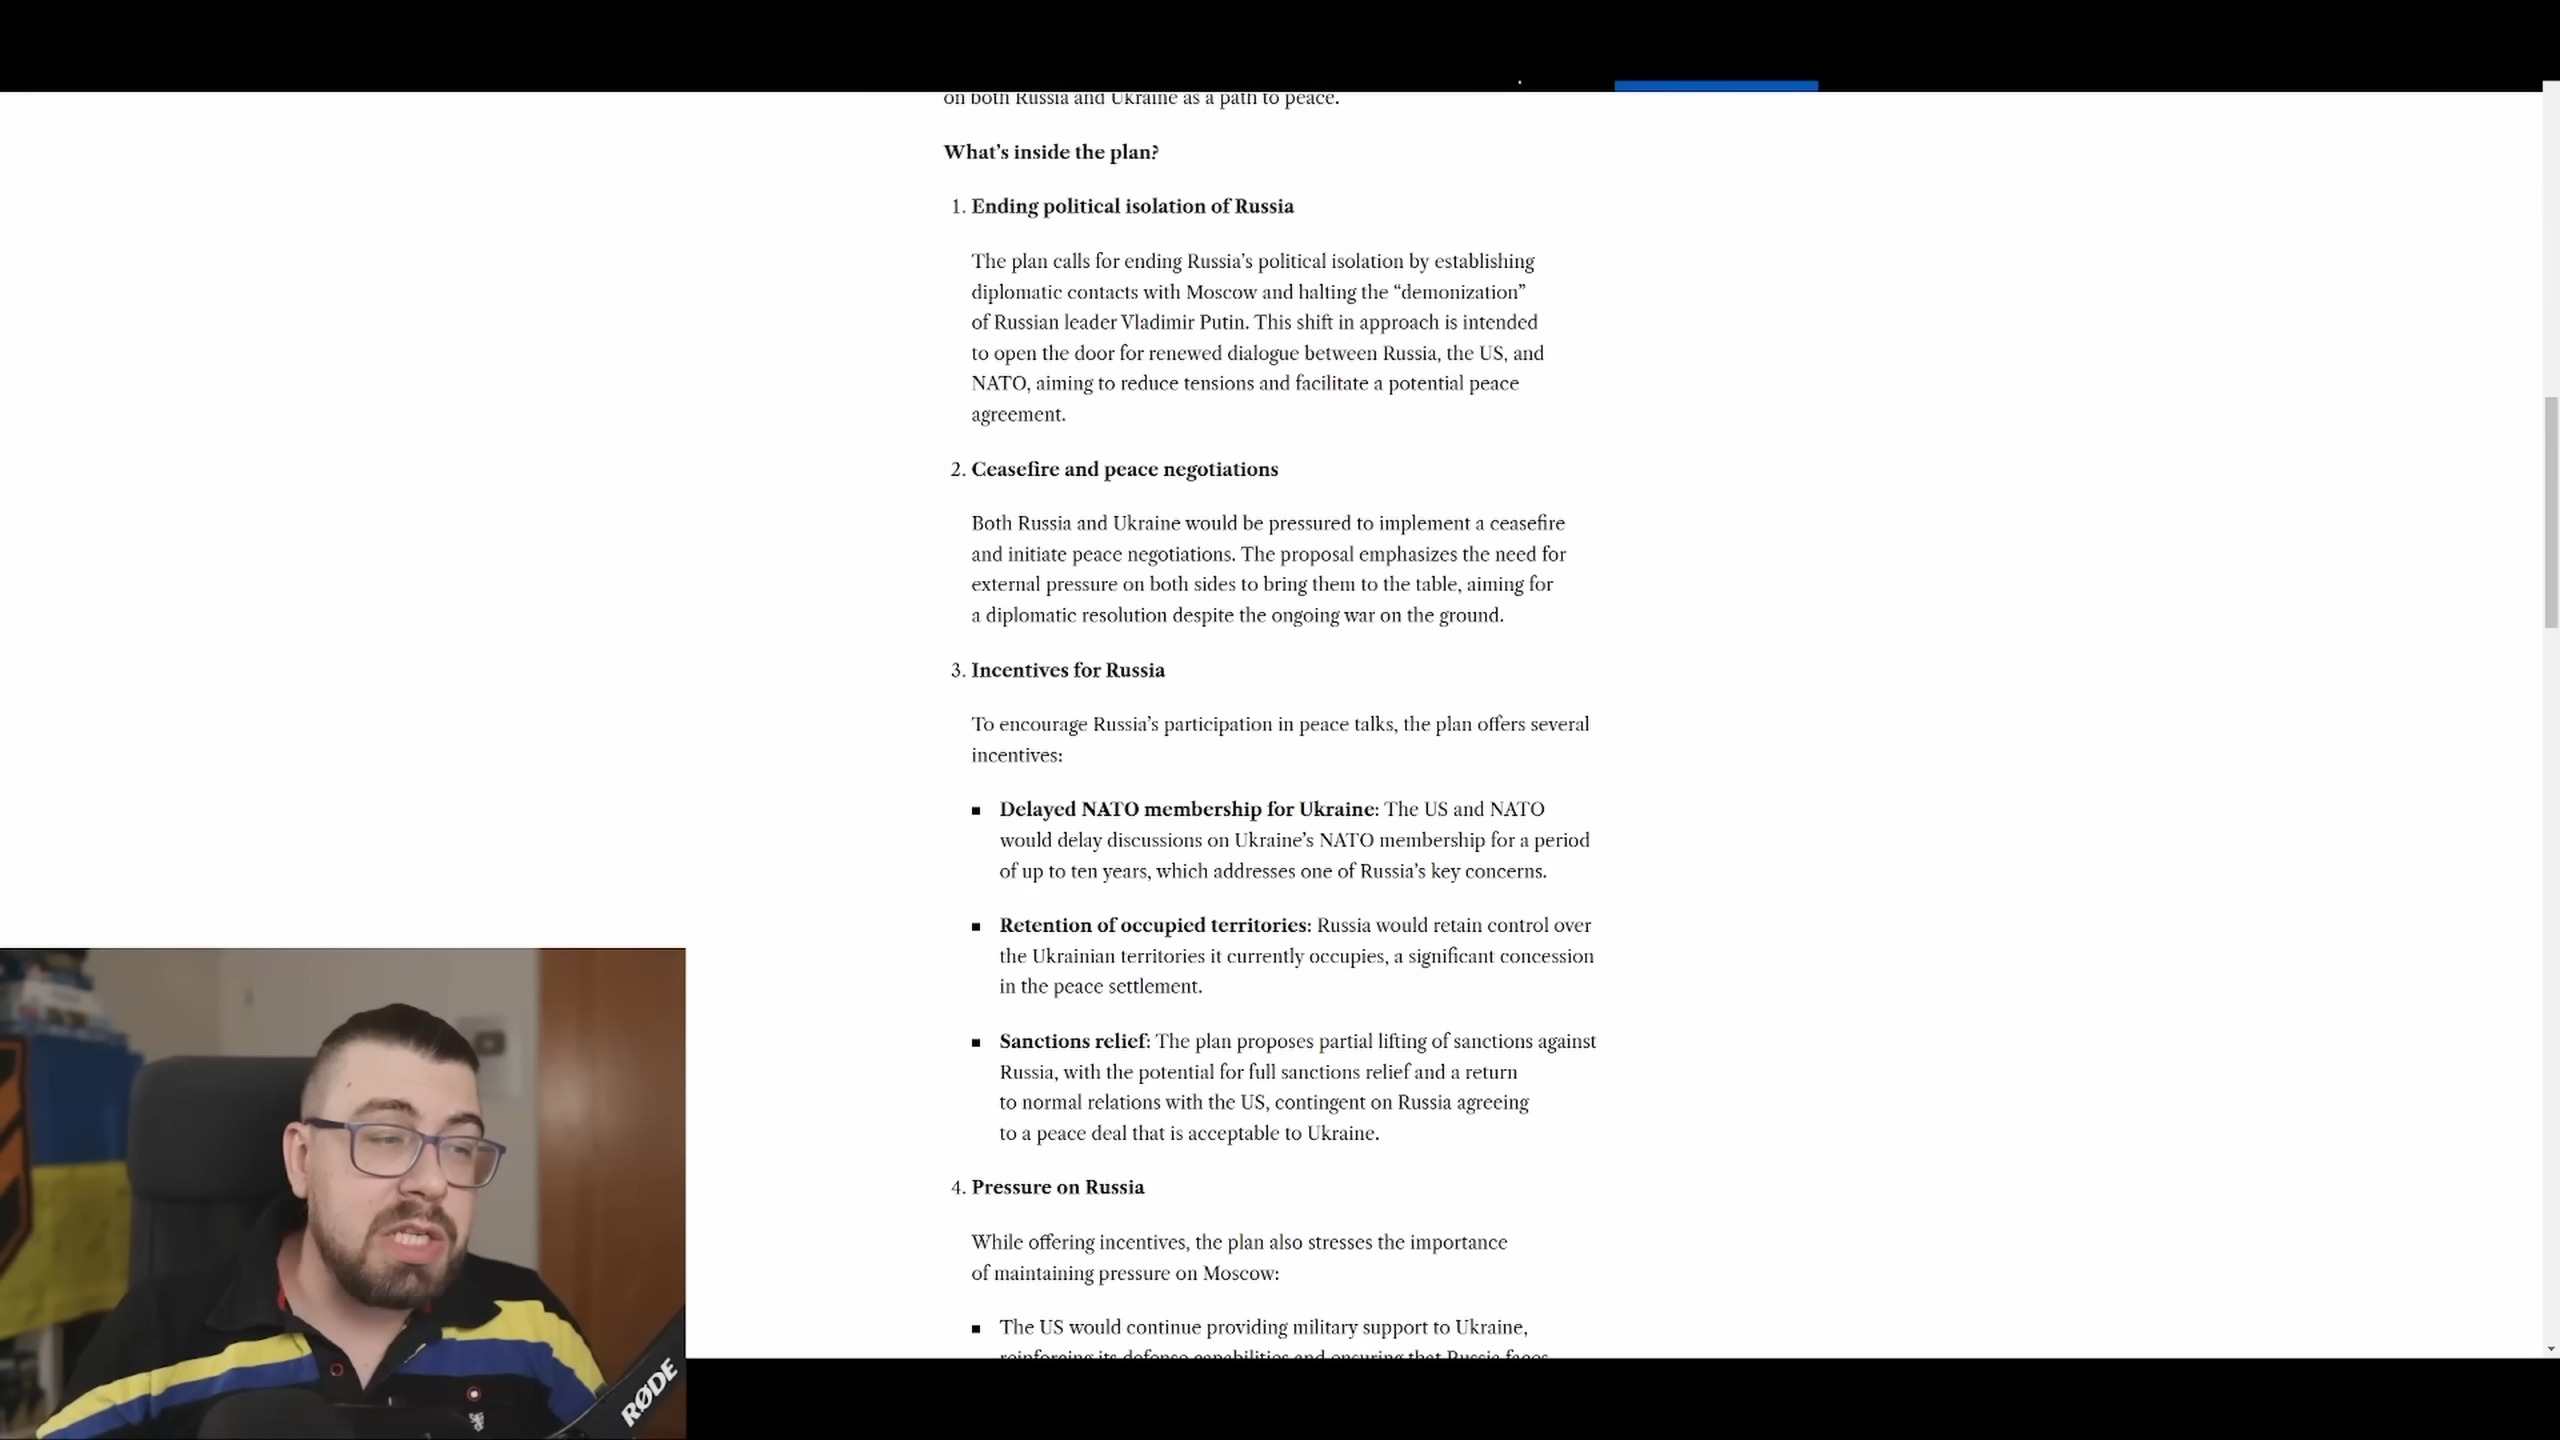 on both Russia and Ukraine as a path to peace.
What’s inside the plan?
1. Ending political isolation of Russia
The plan calls for ending Russia’s political isolation by establishing
diplomatic contacts with Moscow and halting the “demonization”
of Russian leader Vladimir Putin. This shift in approach is intended
to open the door for renewed dialogue between Russia, the US, and
NATO, aiming to reduce tensions and facilitate a potential peace
agreement.
2. Ceasefire and peace negotiations
Both Russia and Ukraine would be pressured to implement a ceasefire
and initiate peace negotiations. The proposal emphasizes the need for
external pressure on both sides to bring them to the table, aiming for
a diplomatic resolution despite the ongoing war on the ground.
3. Incentives for Russia
To encourage Russia’s participation in peace talks, the plan offers several
incentives:
▪ Delayed NATO membership for Ukraine: The US and NATO
would delay discussions on Ukraine’s NATO membership for a period
of up to ten years, which addresses one of Russia’s key concerns.
▪ Retention of occupied territories: Russia would retain control over
the Ukrainian territories it currently occupies, a significant concession
in the peace settlement.
▪ Sanctions relief: The plan proposes partial lifting of sanctions against
Russia, with the potential for full sanctions relief and a return
to normal relations with the US, contingent on Russia agreeing
to a peace deal that is acceptable to Ukraine.
4. Pressure on Russia
While offering incentives, the plan also stresses the importance
of maintaining pressure on Moscow:
▪ The US would continue providing military support to Ukraine,
reinforcing its defense capabilities and ensuring that Russia faces
RØDE